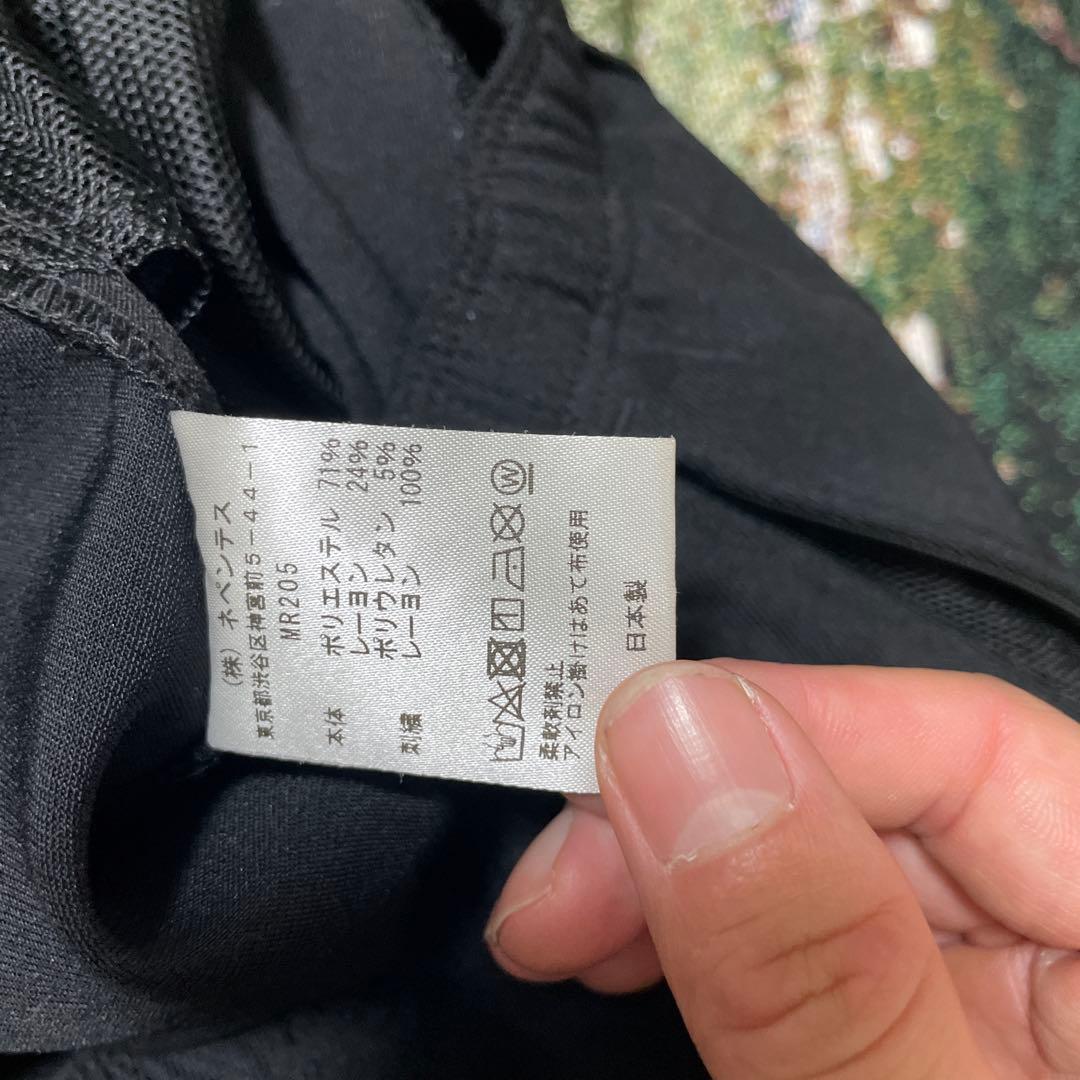 (株) ネペンテス
東京都渋谷区神宮前5-44-1
MR205
本体 ポリエステル 71%
レーヨン 24%
ポリウレタン 5%
刺繍 レーヨン 100%
W
柔軟剤禁止
アイロン掛けはあて布使用
日本製